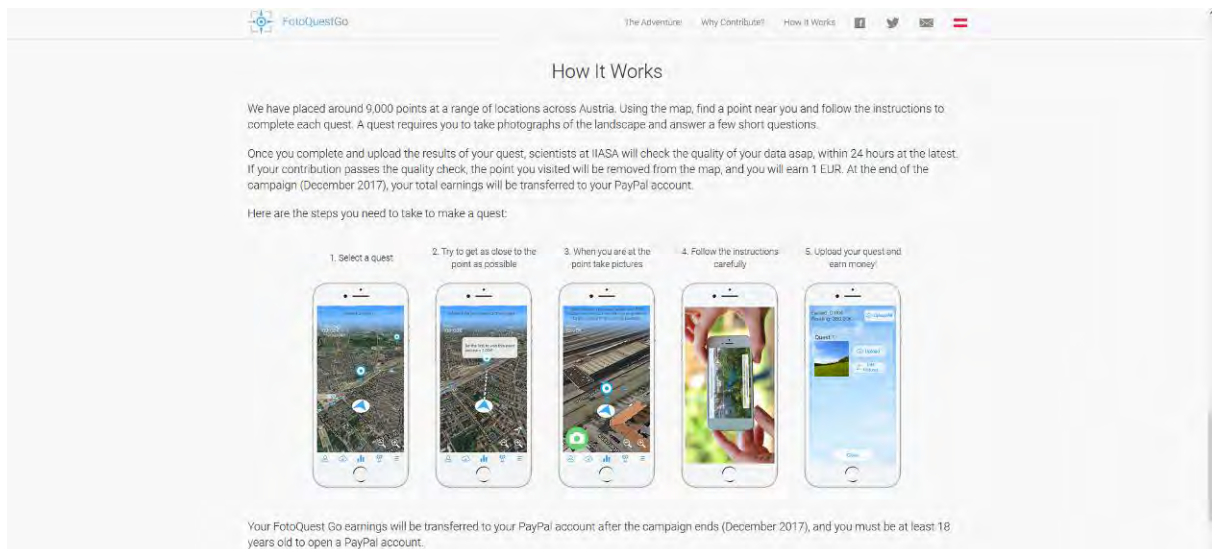 FotoQuestGo
The Adventure Why Contribute? How It Works
How It Works
We have placed around 9,000 points at a range of locations across Austria. Using the map, find a point near you and follow the instructions to
complete each quest. A quest requires you to take photographs of the landscape and answer a few short questions.
Once you complete and upload the results of your quest, scientists at IIASA will check the quality of your data asap, within 24 hours at the latest.
If your contribution passes the quality check, the point you visited will be removed from the map, and you will earn 1 EUR. At the end of the
campaign (December 2017), your total earnings will be transferred to your PayPal account.
Here are the steps you need to take to make a quest:
1. Select a quest
2. Try to get as close to the
point as possible
3. When you are at the
point take pictures
4. Follow the instructions
carefully
5. Upload your quest and
earn money!
Quest
Upload
Your FotoQuest Go earnings will be transferred to your PayPal account after the campaign ends (December 2017), and you must be at least 18
years old to open a PayPal account.